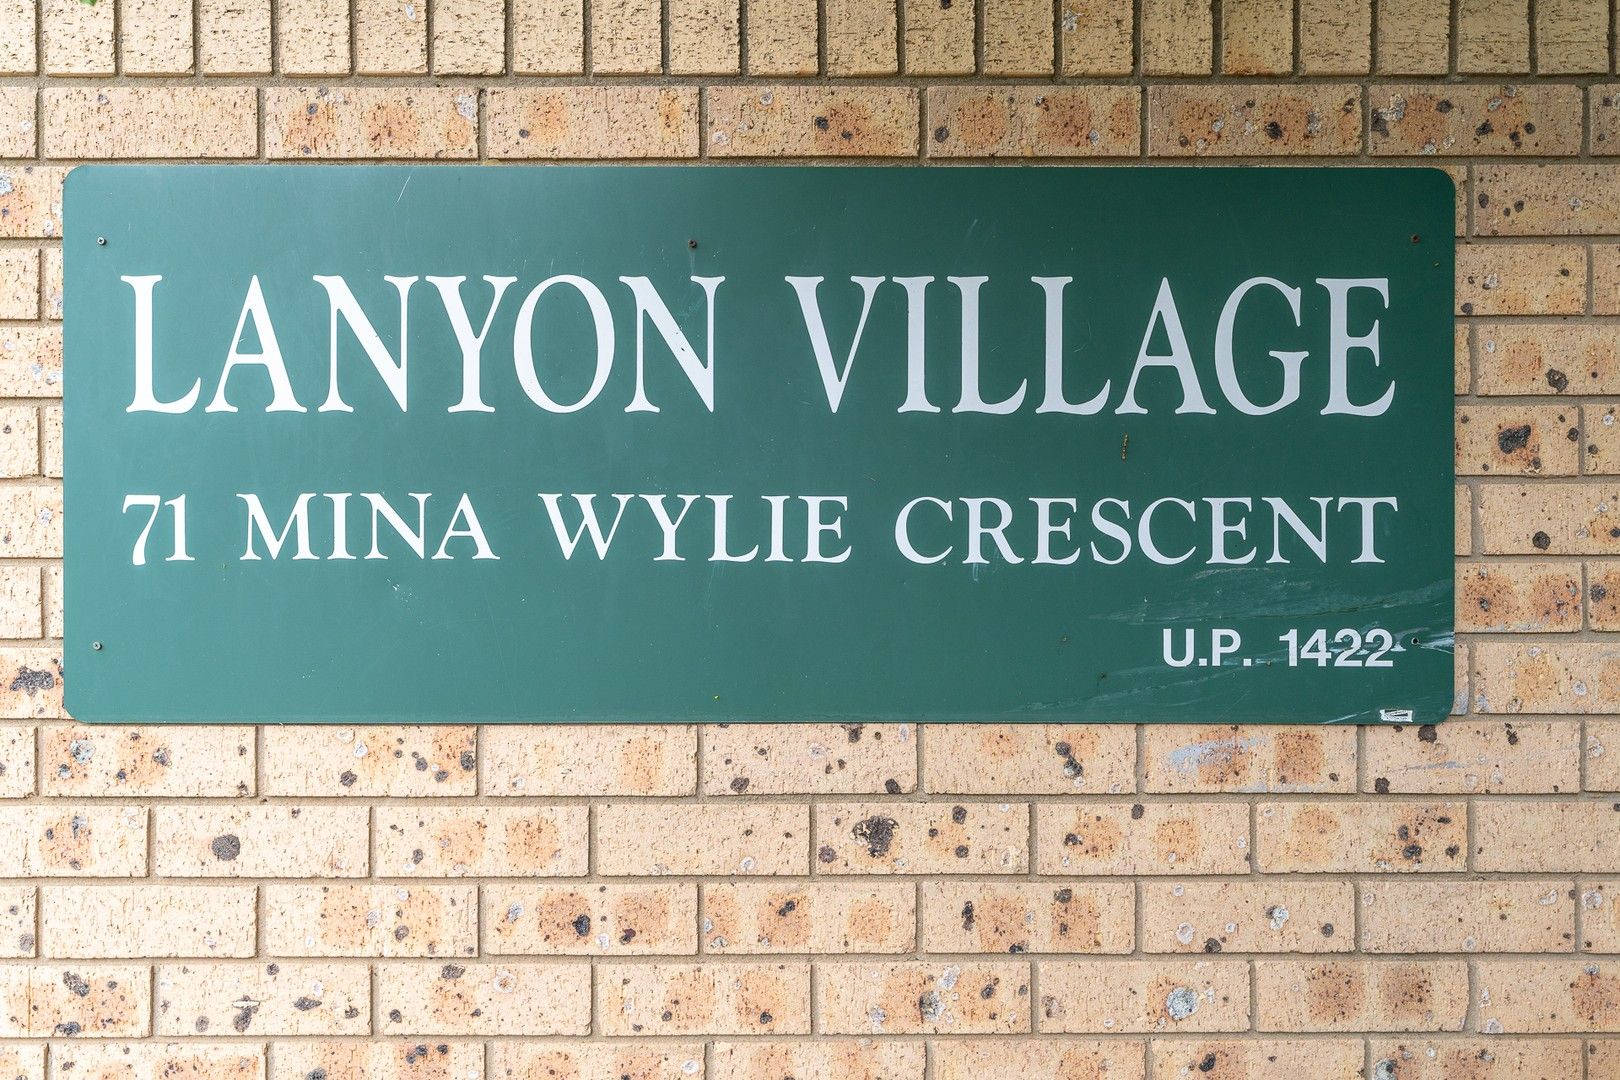 LANYON VILLAGE
71 MINA WYLIE CRESCENT
U.P. 1422